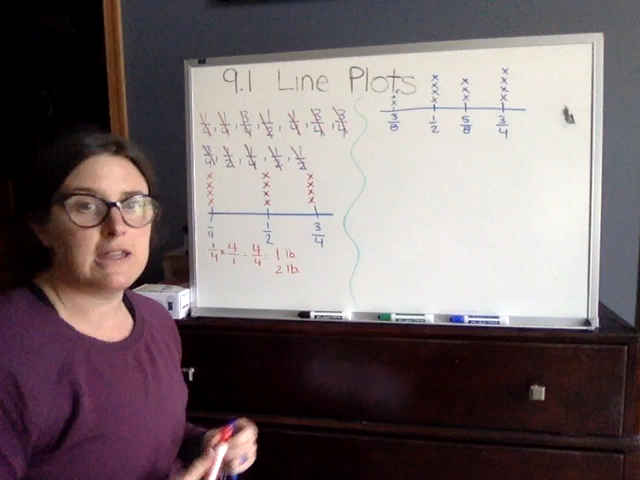 9.1 Line Plots
1/4, 1/4, 3/4, 1/2, 1/4, 3/4, 3/4
3/4, 1/2, 1/4, 1/2, 1/2
1/4 1/2 3/4
1/4 × 4/1 = 4/4 = 1 lb
2 lb
3/8 1/2 5/8 3/4